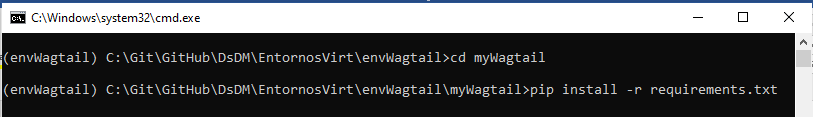 C:\Windows\system32\cmd.exe
(envWagtail) C:\Git\GitHub\DsDM\EntornosVirt\envWagtail>cd myWagtail
(envWagtail) C:\Git\GitHub\DsDM\EntornosVirt\envWagtail\myWagtail>pip install -r requirements.txt